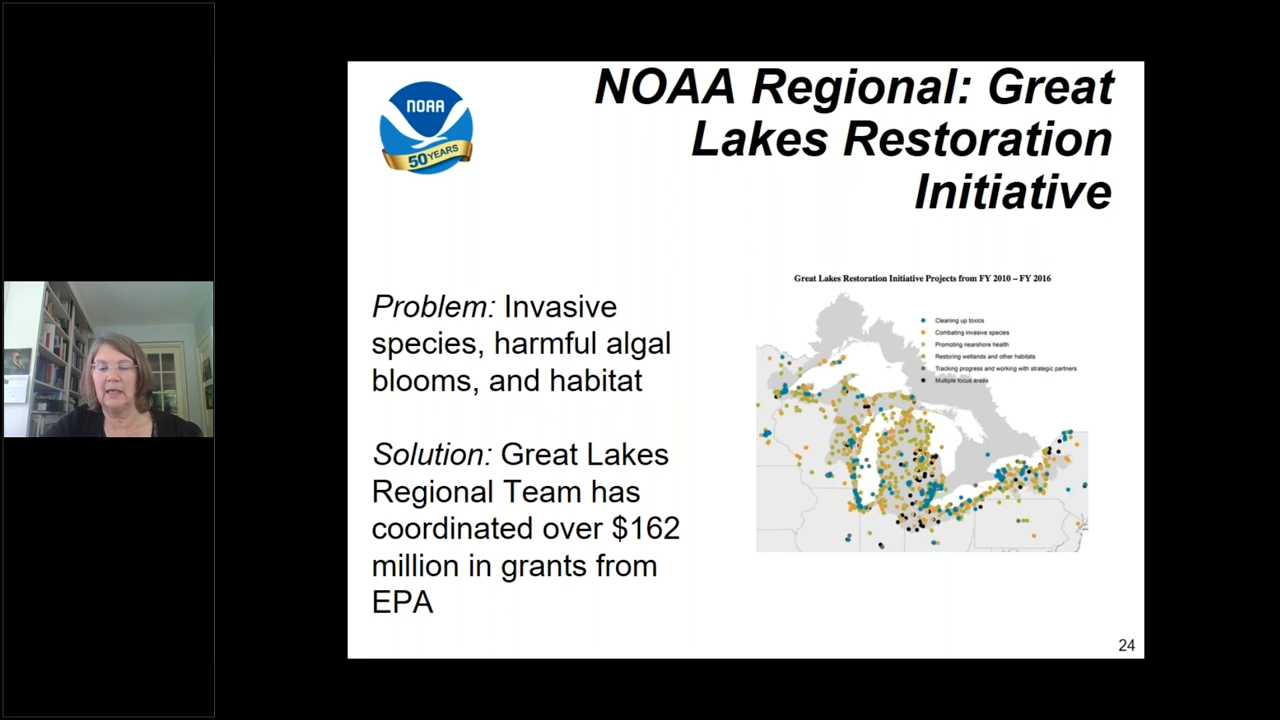 NOAA
50 YEARS
NOAA Regional: Great
Lakes Restoration
Initiative
Problem: Invasive
species, harmful algal
blooms, and habitat
Solution: Great Lakes
Regional Team has
coordinated over $162
million in grants from
EPA
Great Lakes Restoration Initiative Projects from FY 2010 – FY 2016
Cleaning up toxics
Combating invasive species
Promoting nearshore health
Restoring wetlands and other habitats
Tracking progress and working with strategic partners
Multiple focus areas
24